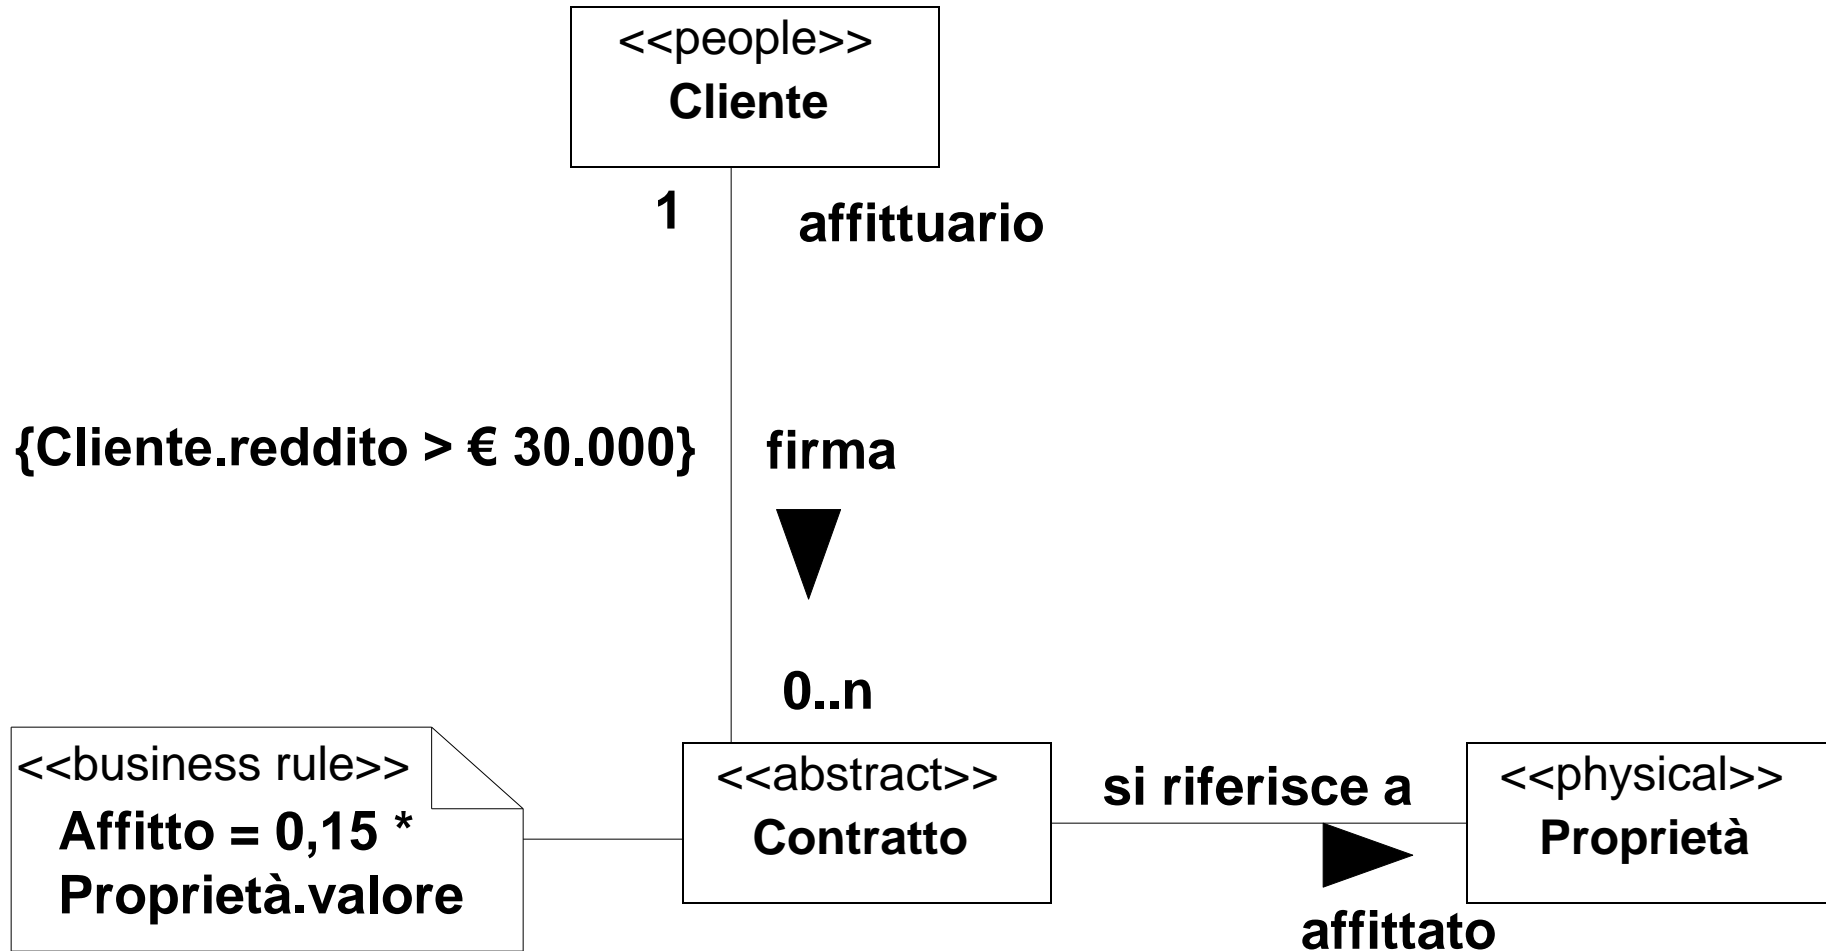 <<people>>
Cliente
1
affittuario
{Cliente.reddito > € 30.000}
firma
0..n
<<business rule>>
Affitto = 0,15 *
Proprietà.valore
<<abstract>>
Contratto
si riferisce a
affittato
<<physical>>
Proprietà